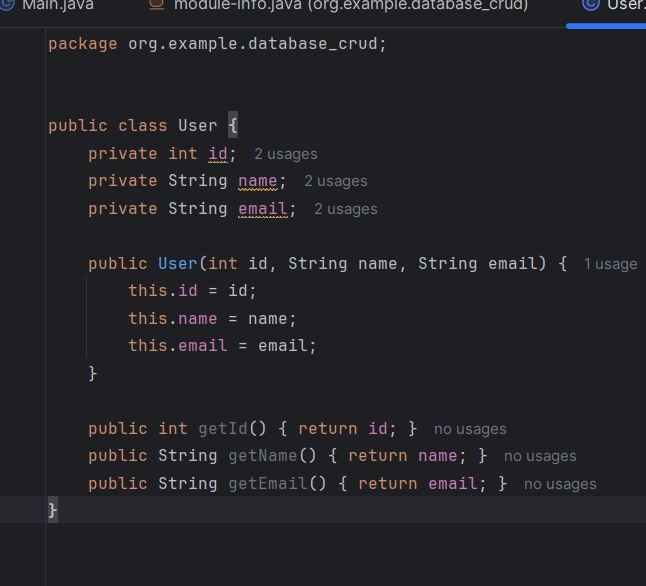 Main.java module-info.java (org.example.database_crud) User.
package org.example.database_crud;
public class User {
private int id; 2 usages
private String name; 2 usages
private String email; 2 usages
public User(int id, String name, String email) { 1 usage
this.id = id;
this.name = name;
this.email = email;
}
public int getId() { return id; } no usages
public String getName() { return name; } no usages
public String getEmail() { return email; } no usages
}